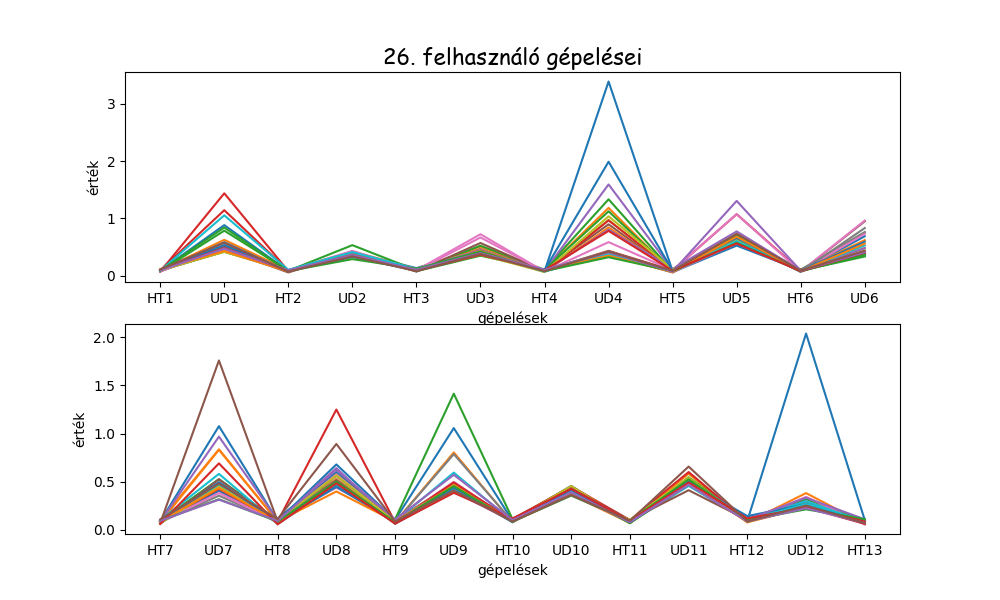 26. felhasználó gépelései
érték
3
2
1
0
HT1 UD1 HT2 UD2 HT3 UD3 HT4 UD4 HT5 UD5 HT6 UD6
gépelések
érték
2.0
1.5
1.0
0.5
0.0
HT7 UD7 HT8 UD8 HT9 UD9 HT10 UD10 HT11 UD11 HT12 UD12 HT13
gépelések